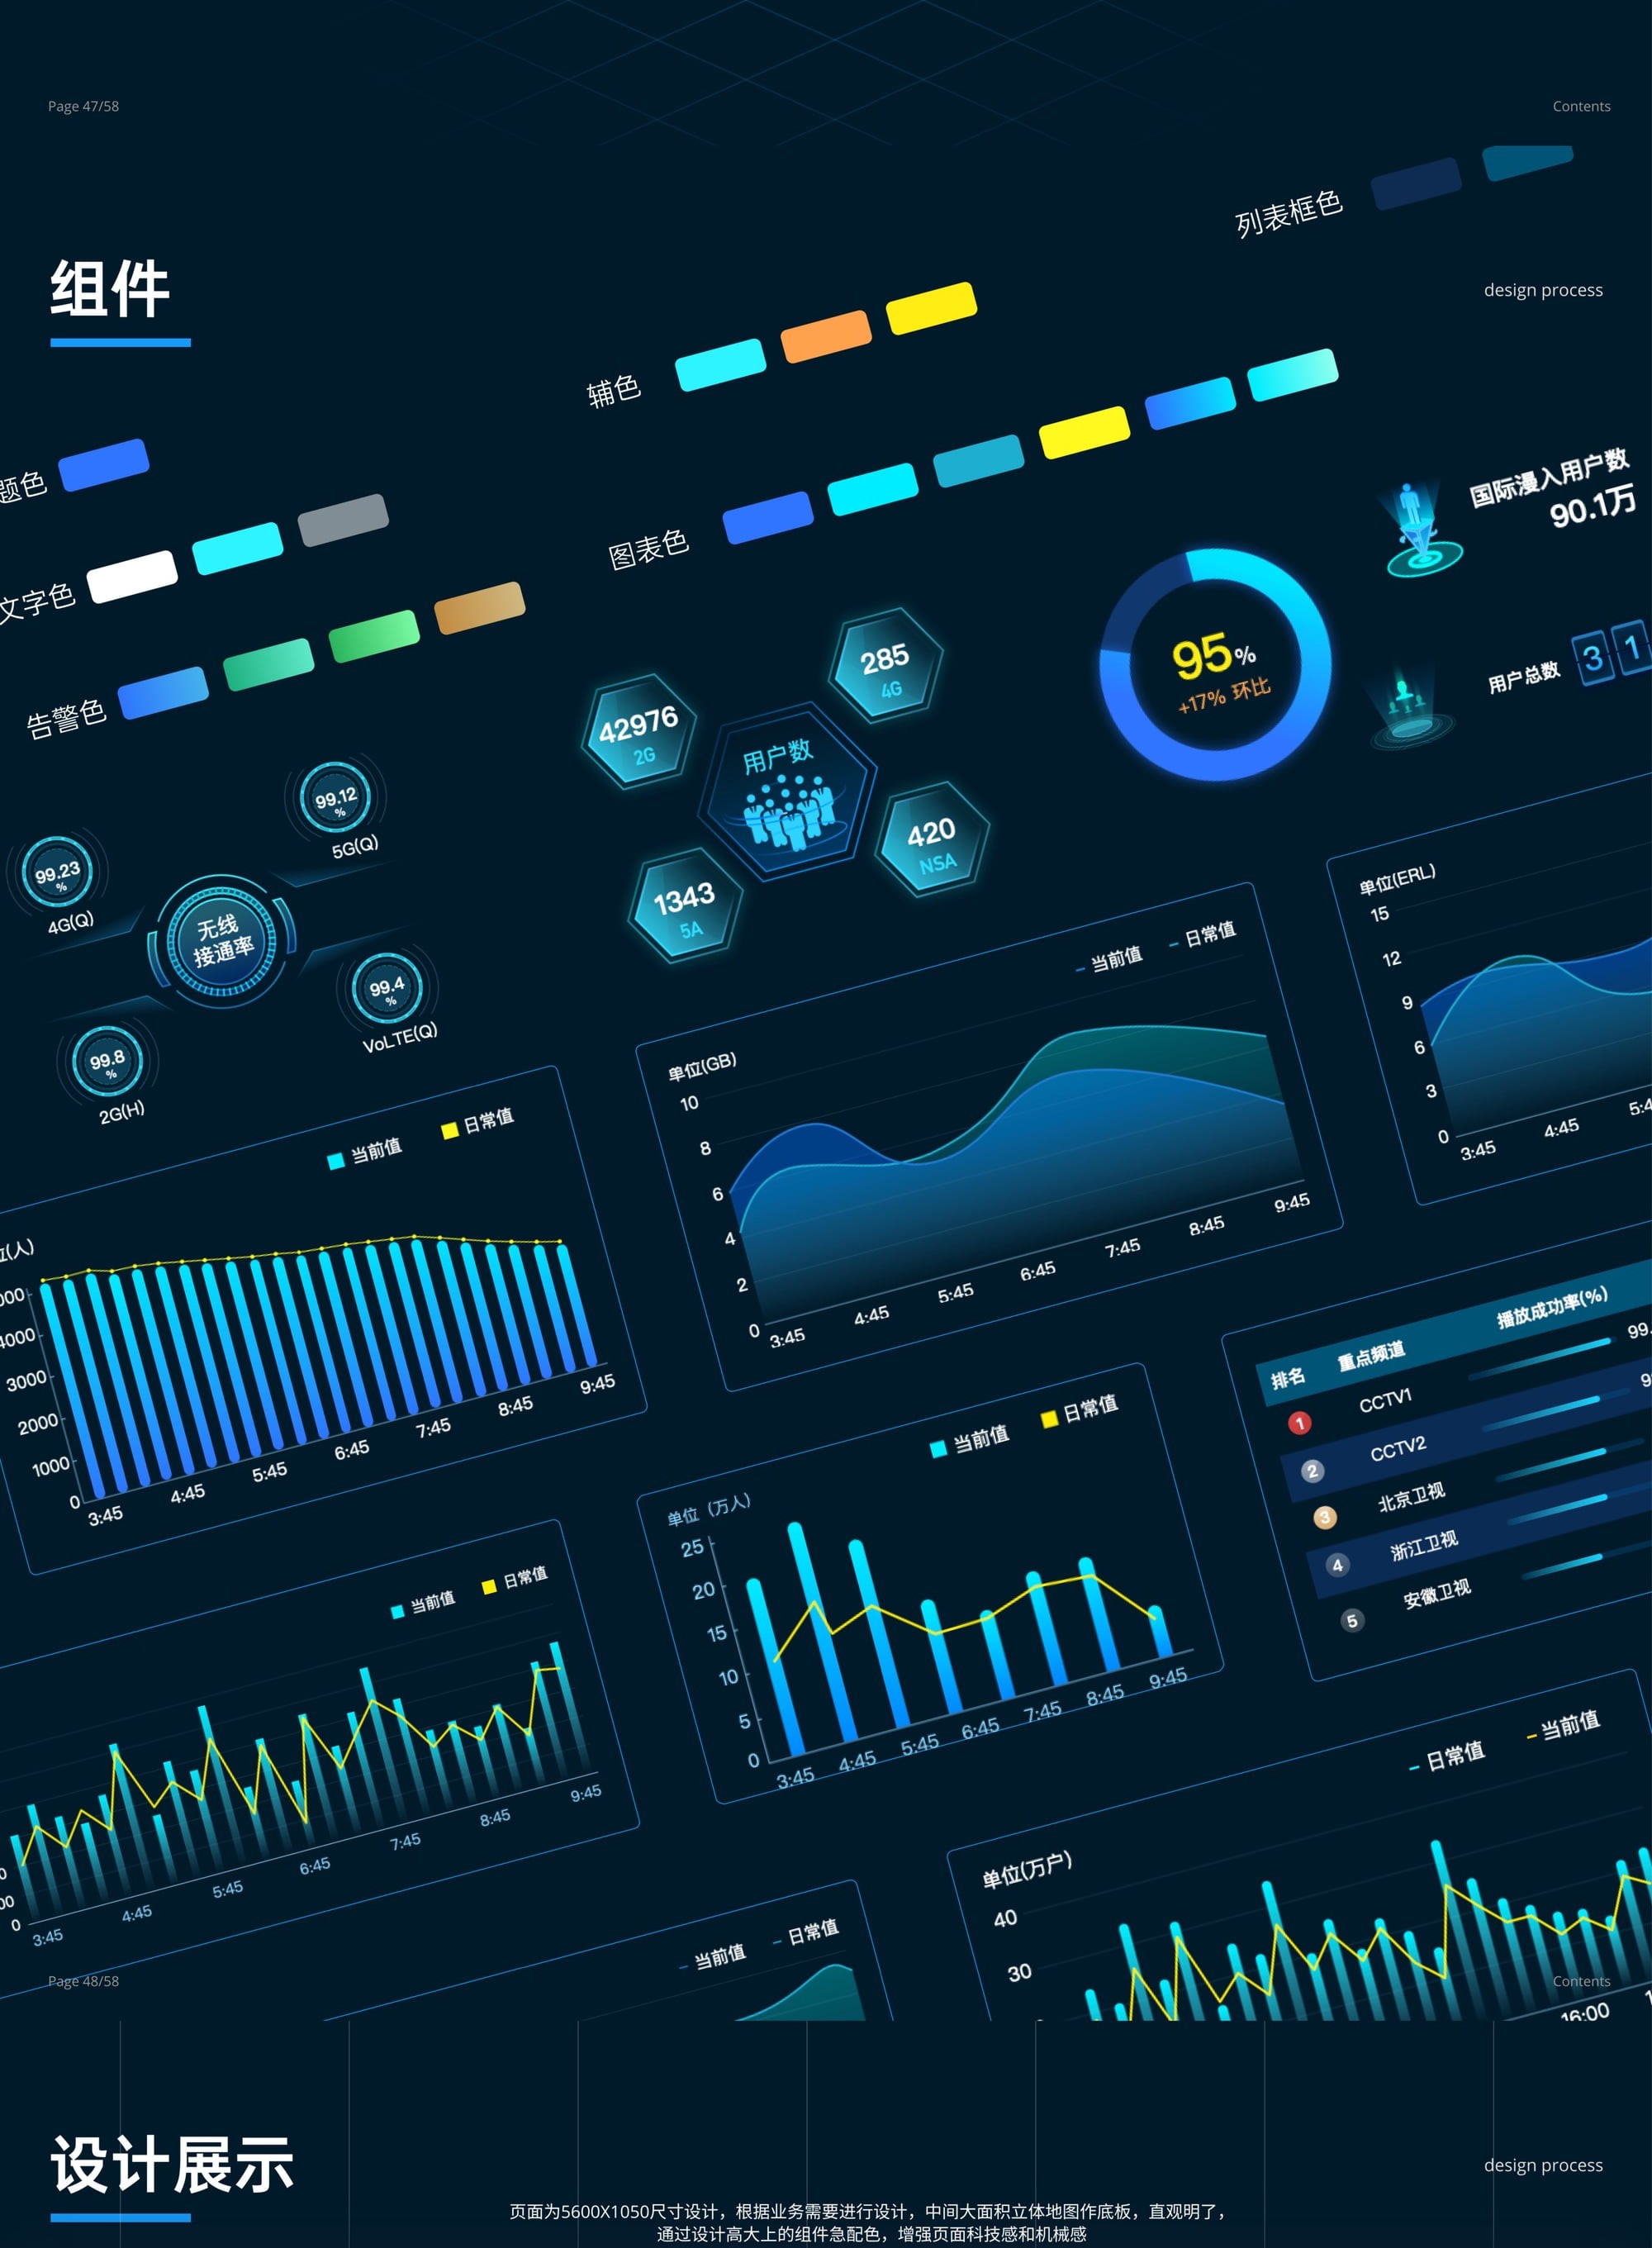 Page 47/58
Contents
组件
design process
列表框色
辅色
题色
文字色
图表色
告警色
国际漫入用户数
90.1万
用户总数
3 1
95%
+17% 环比
285
4G
42976
2G
用户数
420
NSA
1343
5A
99.12
%
5G(Q)
99.23
%
4G(Q)
无线
接通率
99.4
%
VoLTE(Q)
99.8
%
2G(H)
当前值
日常值
单位(GB)
10
8
6
4
2
0
3:45
4:45
5:45
6:45
7:45
8:45
9:45
单位(ERL)
15
12
9
6
3
0
3:45
4:45
5:4
当前值
日常值
位(人)
000
4000
3000
2000
1000
0
3:45
4:45
5:45
6:45
7:45
8:45
9:45
排名
重点频道
播放成功率(%)
1
CCTV1
99.
2
CCTV2
9
3
北京卫视
4
浙江卫视
5
安徽卫视
当前值
日常值
单位（万人）
25
20
15
10
5
0
3:45
4:45
5:45
6:45
7:45
8:45
9:45
当前值
日常值
0
00
0
3:45
4:45
5:45
6:45
7:45
8:45
9:45
日常值
当前值
单位(万户)
40
30
16:00
当前值
日常值
Page 48/58
Contents
设计展示
design process
页面为5600X1050尺寸设计，根据业务需要进行设计，中间大面积立体地图作底板，直观明了，
通过设计高大上的组件急配色，增强页面科技感和机械感